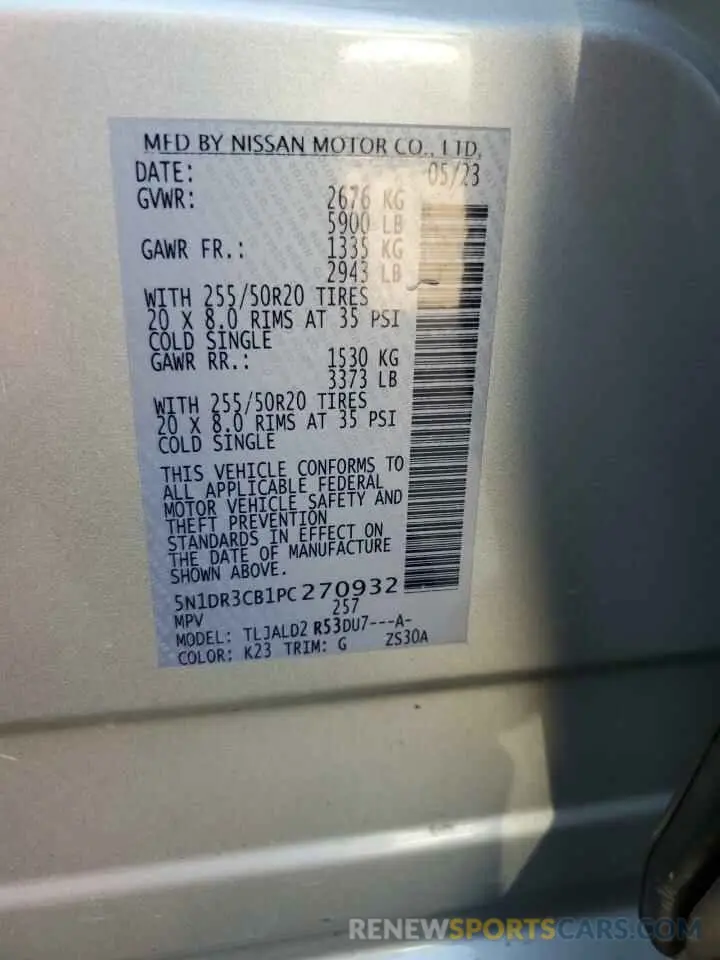 MFD BY NISSAN MOTOR CO., LTD,
DATE: 05/23
GVWR: 2676 KG
5900 LB
GAWR FR.: 1335 KG
2943 LB
WITH 255/50R20 TIRES
20 X 8.0 RIMS AT 35 PSI
COLD SINGLE
GAWR RR.: 1530 KG
3373 LB
WITH 255/50R20 TIRES
20 X 8.0 RIMS AT 35 PSI
COLD SINGLE
THIS VEHICLE CONFORMS TO
ALL APPLICABLE FEDERAL
MOTOR VEHICLE SAFETY AND
THEFT PREVENTION
STANDARDS IN EFFECT ON
THE DATE OF MANUFACTURE
SHOWN ABOVE.
5N1DR3CB1PC270932
MPV 257
MODEL: TLJALD2 R53DU7---A-
COLOR: K23 TRIM: G ZS30A
RENEWSPORTSCARS.COM